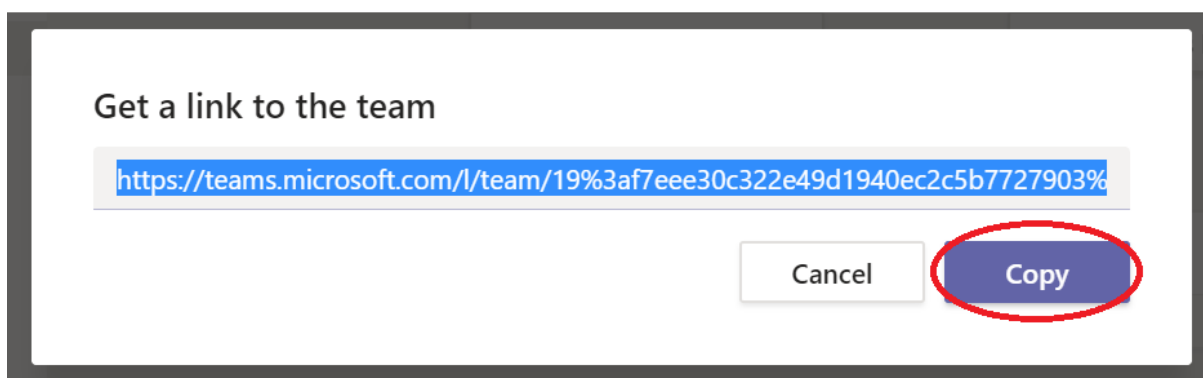 Get a link to the team
https://teams.microsoft.com/l/team/19%3af7eee30c322e49d1940ec2c5b7727903%
Cancel
Copy